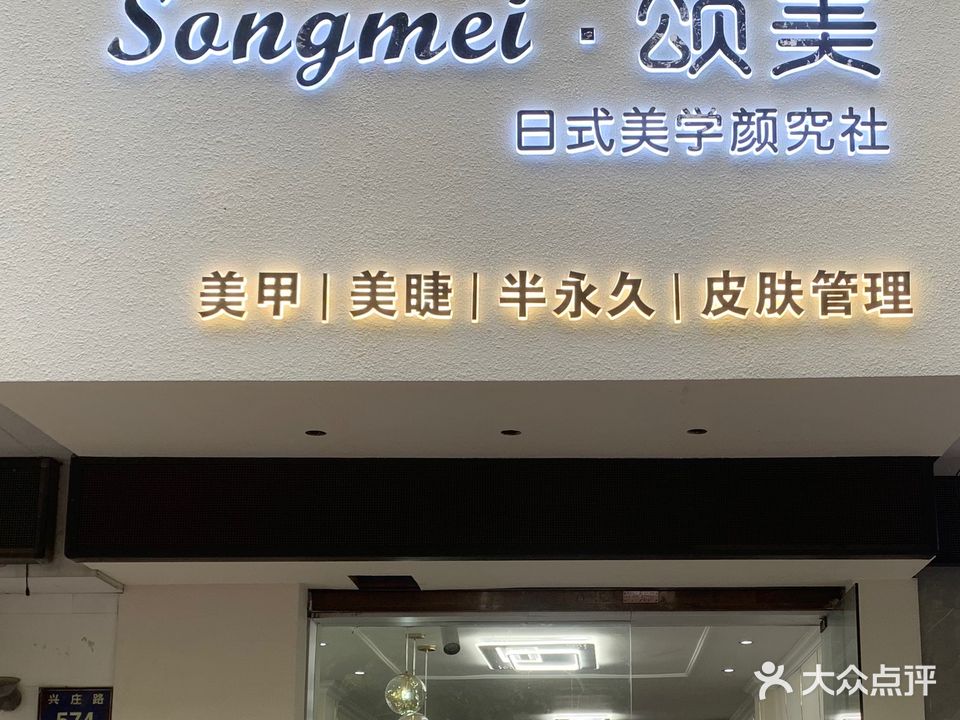 Songmei · 颂美
日式美学颜究社
美甲|美睫|半永久|皮肤管理
兴庄路
574
大众点评